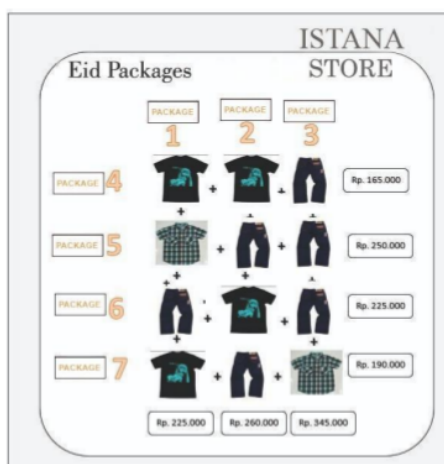 ISTANA
STORE
Eid Packages
PACKAGE 1
PACKAGE 2
PACKAGE 3
PACKAGE 4
Rp. 165.000
PACKAGE 5
Rp. 250.000
PACKAGE 6
Rp. 225.000
PACKAGE 7
Rp. 190.000
Rp. 225.000
Rp. 260.000
Rp. 345.000